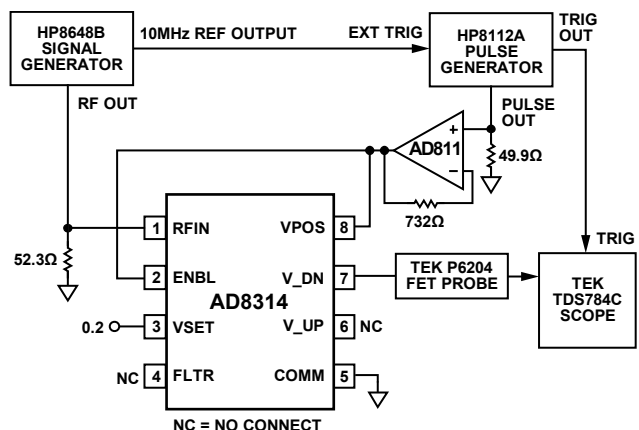 HP8648B
SIGNAL
GENERATOR
10MHz REF OUTPUT
EXT TRIG
HP8112A
PULSE
GENERATOR
TRIG
OUT
RF OUT
PULSE
OUT
+
AD811
–
49.9Ω
732Ω
52.3Ω
1 RFIN
VPOS 8
2 ENBL
V_DN 7
AD8314
0.2
3 VSET
V_UP 6 NC
NC 4 FLTR
COMM 5
TEK P6204
FET PROBE
TRIG
TEK
TDS784C
SCOPE
NC = NO CONNECT